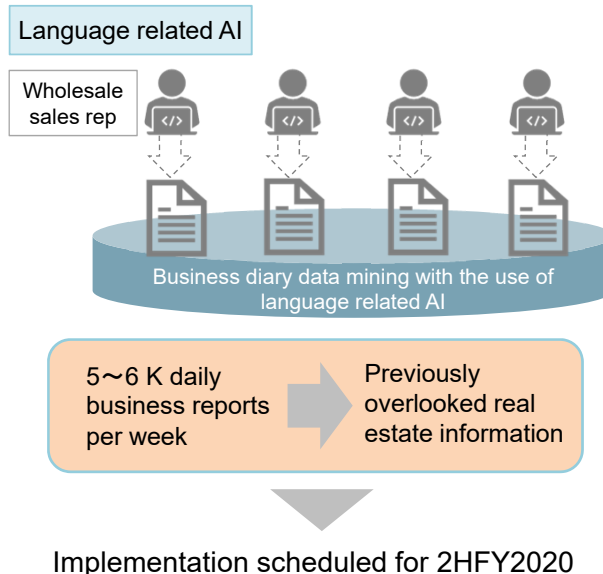 Language related AI
Wholesale
sales rep
</>
</>
</>
</>
Business diary data mining with the use of
language related AI
5～6 K daily
business reports
per week
Previously
overlooked real
estate information
Implementation scheduled for 2HFY2020